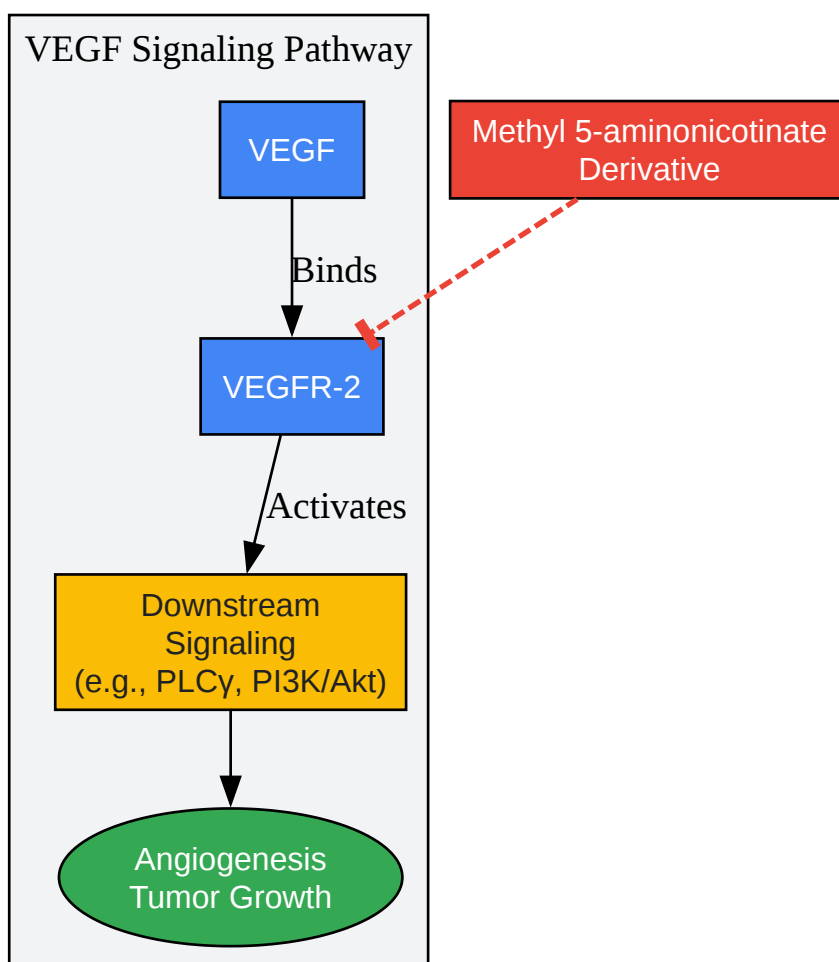 VEGF Signaling Pathway
VEGF
Methyl 5-aminonicotinate
Derivative
Binds
VEGFR-2
Activates
Downstream
Signaling
(e.g., PLCγ, PI3K/Akt)
Angiogenesis
Tumor Growth